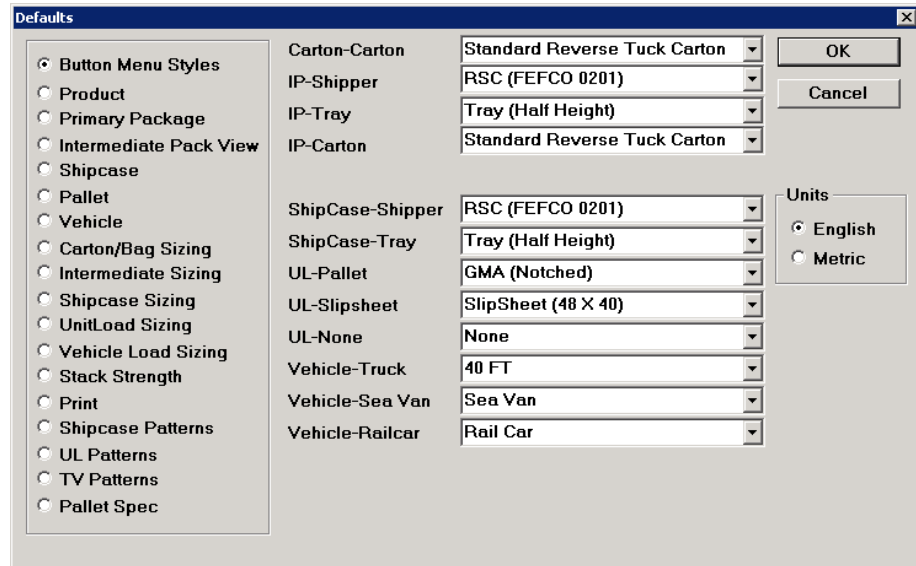 Defaults
Button Menu Styles
Product
Primary Package
Intermediate Pack View
Shipcase
Pallet
Vehicle
Carton/Bag Sizing
Intermediate Sizing
Shipcase Sizing
UnitLoad Sizing
Vehicle Load Sizing
Stack Strength
Print
Shipcase Patterns
UL Patterns
TV Patterns
Pallet Spec
Carton-Carton Standard Reverse Tuck Carton
IP-Shipper RSC (FEFCO 0201)
IP-Tray Tray (Half Height)
IP-Carton Standard Reverse Tuck Carton
ShipCase-Shipper RSC (FEFCO 0201)
ShipCase-Tray Tray (Half Height)
UL-Pallet GMA (Notched)
UL-Slipsheet SlipSheet (48 X 40)
UL-None None
Vehicle-Truck 40 FT
Vehicle-Sea Van Sea Van
Vehicle-Railcar Rail Car
OK
Cancel
Units
English
Metric